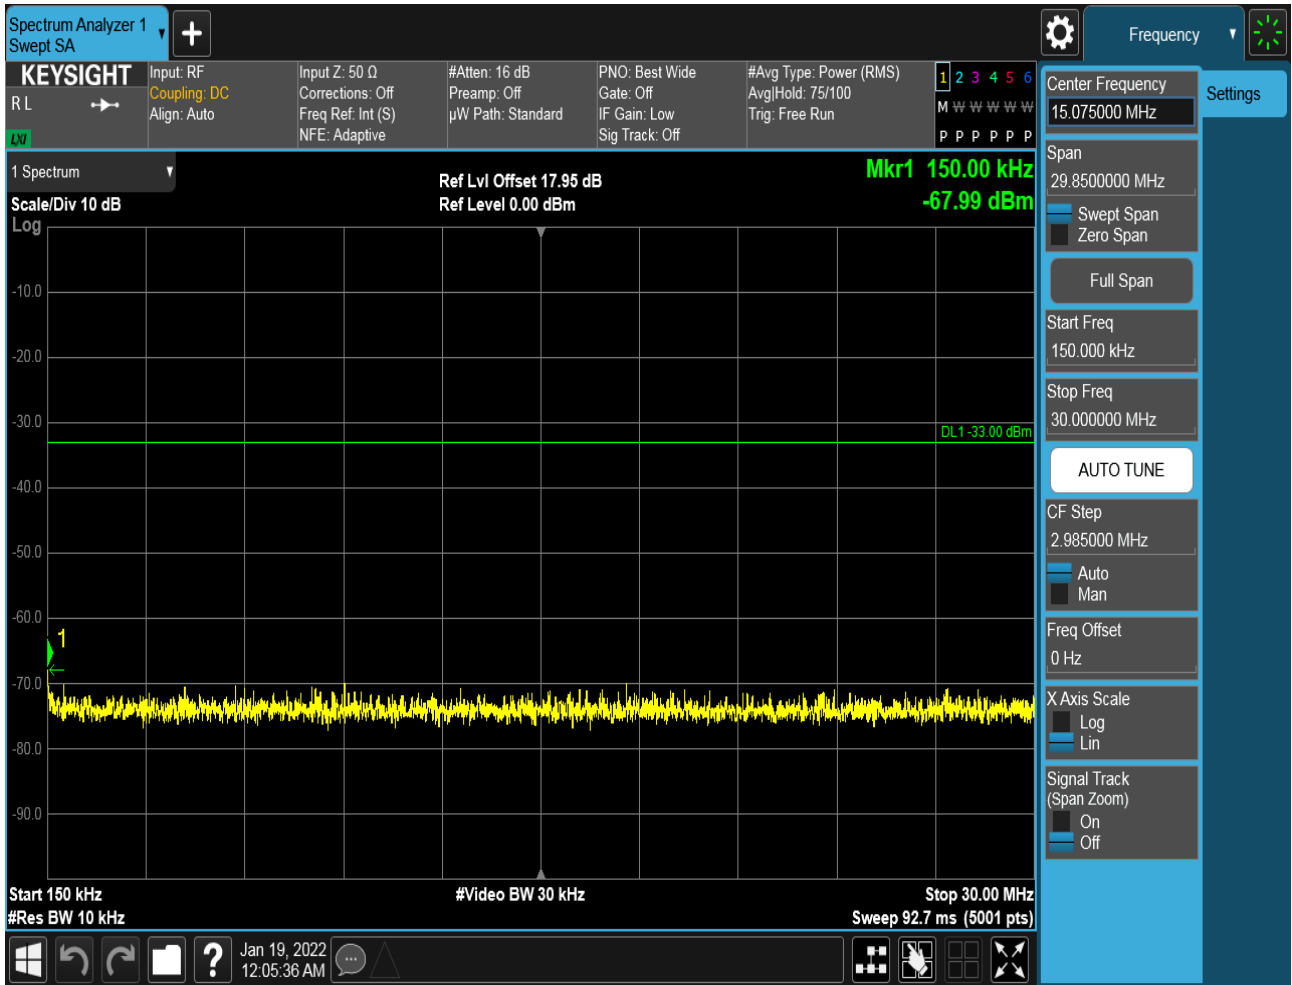 Spectrum Analyzer 1
Swept SA
+
Frequency
KEYSIGHT
R L
LXI
Input: RF
Coupling: DC
Align: Auto
Input Z: 50 Ω
Corrections: Off
Freq Ref: Int (S)
NFE: Adaptive
#Atten: 16 dB
Preamp: Off
µW Path: Standard
PNO: Best Wide
Gate: Off
IF Gain: Low
Sig Track: Off
#Avg Type: Power (RMS)
Avg|Hold: 75/100
Trig: Free Run
1 2 3 4 5 6
M W W W W W
P P P P P P
1 Spectrum
Scale/Div 10 dB
Log
Ref Lvl Offset 17.95 dB
Ref Level 0.00 dBm
Mkr1 150.00 kHz
-67.99 dBm
-10.0
-20.0
-30.0
DL1 -33.00 dBm
-40.0
-50.0
-60.0
1
-70.0
-80.0
-90.0
Start 150 kHz
#Video BW 30 kHz
Stop 30.00 MHz
#Res BW 10 kHz
Sweep 92.7 ms (5001 pts)
?
Jan 19, 2022
12:05:36 AM
Center Frequency
15.075000 MHz
Settings
Span
29.8500000 MHz
Swept Span
Zero Span
Full Span
Start Freq
150.000 kHz
Stop Freq
30.000000 MHz
AUTO TUNE
CF Step
2.985000 MHz
Auto
Man
Freq Offset
0 Hz
X Axis Scale
Log
Lin
Signal Track
(Span Zoom)
On
Off